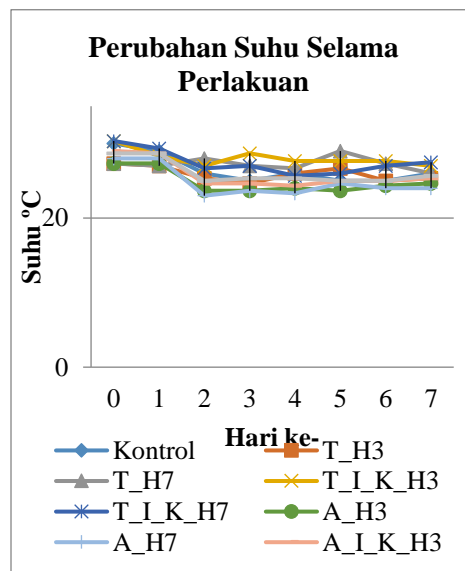 Perubahan Suhu Selama
Perlakuan
Suhu ºC
20
0
0 1 2 3 4 5 6 7
Hari ke-
Kontrol T_H3
T_H7 T_I_K_H3
T_I_K_H7 A_H3
A_H7 A_I_K_H3